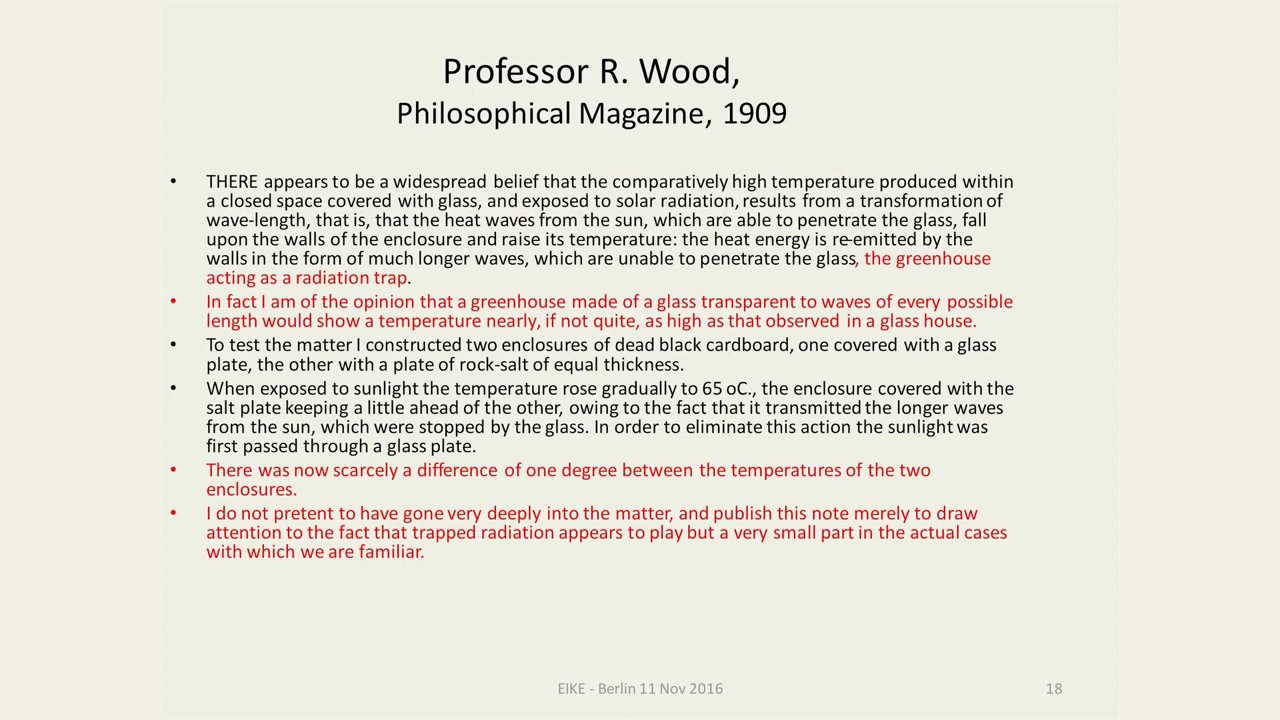 Professor R. Wood,
Philosophical Magazine, 1909
• THERE appears to be a widespread belief that the comparatively high temperature produced within
a closed space covered with glass, and exposed to solar radiation, results from a transformation of
wave-length, that is, that the heat waves from the sun, which are able to penetrate the glass, fall
upon the walls of the enclosure and raise its temperature: the heat energy is re-emitted by the
walls in the form of much longer waves, which are unable to penetrate the glass, the greenhouse
acting as a radiation trap.
• In fact I am of the opinion that a greenhouse made of a glass transparent to waves of every possible
length would show a temperature nearly, if not quite, as high as that observed in a glass house.
• To test the matter I constructed two enclosures of dead black cardboard, one covered with a glass
plate, the other with a plate of rock-salt of equal thickness.
• When exposed to sunlight the temperature rose gradually to 65 oC., the enclosure covered with the
salt plate keeping a little ahead of the other, owing to the fact that it transmitted the longer waves
from the sun, which were stopped by the glass. In order to eliminate this action the sunlight was
first passed through a glass plate.
• There was now scarcely a difference of one degree between the temperatures of the two
enclosures.
• I do not pretent to have gone very deeply into the matter, and publish this note merely to draw
attention to the fact that trapped radiation appears to play but a very small part in the actual cases
with which we are familiar.
EIKE - Berlin 11 Nov 2016
18